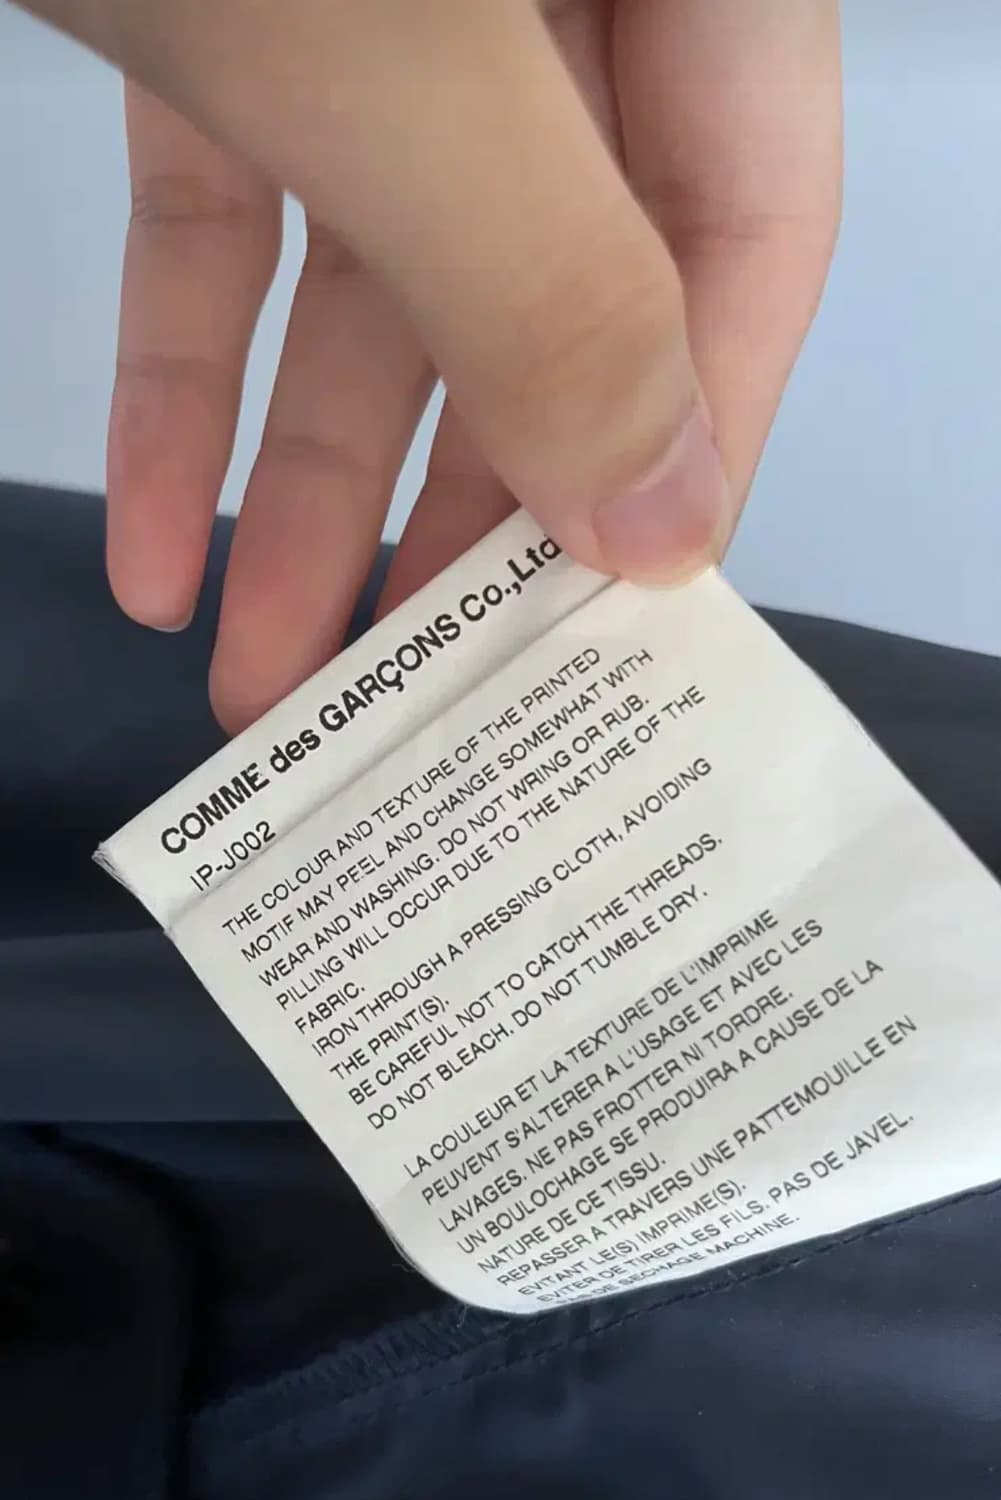 COMME des GARÇONS Co.,Ltd
IP-J002
THE COLOUR AND TEXTURE OF THE PRINTED
MOTIF MAY PEEL AND CHANGE SOMEWHAT WITH
WEAR AND WASHING. DO NOT WRING OR RUB.
PILLING WILL OCCUR DUE TO THE NATURE OF THE
FABRIC.
IRON THROUGH A PRESSING CLOTH, AVOIDING
THE PRINT(S).
BE CAREFUL NOT TO CATCH THE THREADS.
DO NOT BLEACH. DO NOT TUMBLE DRY.
LA COULEUR ET LA TEXTURE DE L'IMPRIME
PEUVENT S'ALTERER A L'USAGE ET AVEC LES
LAVAGES. NE PAS FROTTER NI TORDRE.
UN BOULOCHAGE SE PRODUIRA A CAUSE DE LA
NATURE DE CE TISSU.
REPASSER A TRAVERS UNE PATTEMOUILLE EN
EVITANT LE(S) IMPRIME(S).
EVITER DE TIRER LES FILS. PAS DE JAVEL.
PAS DE SECHAGE MACHINE.